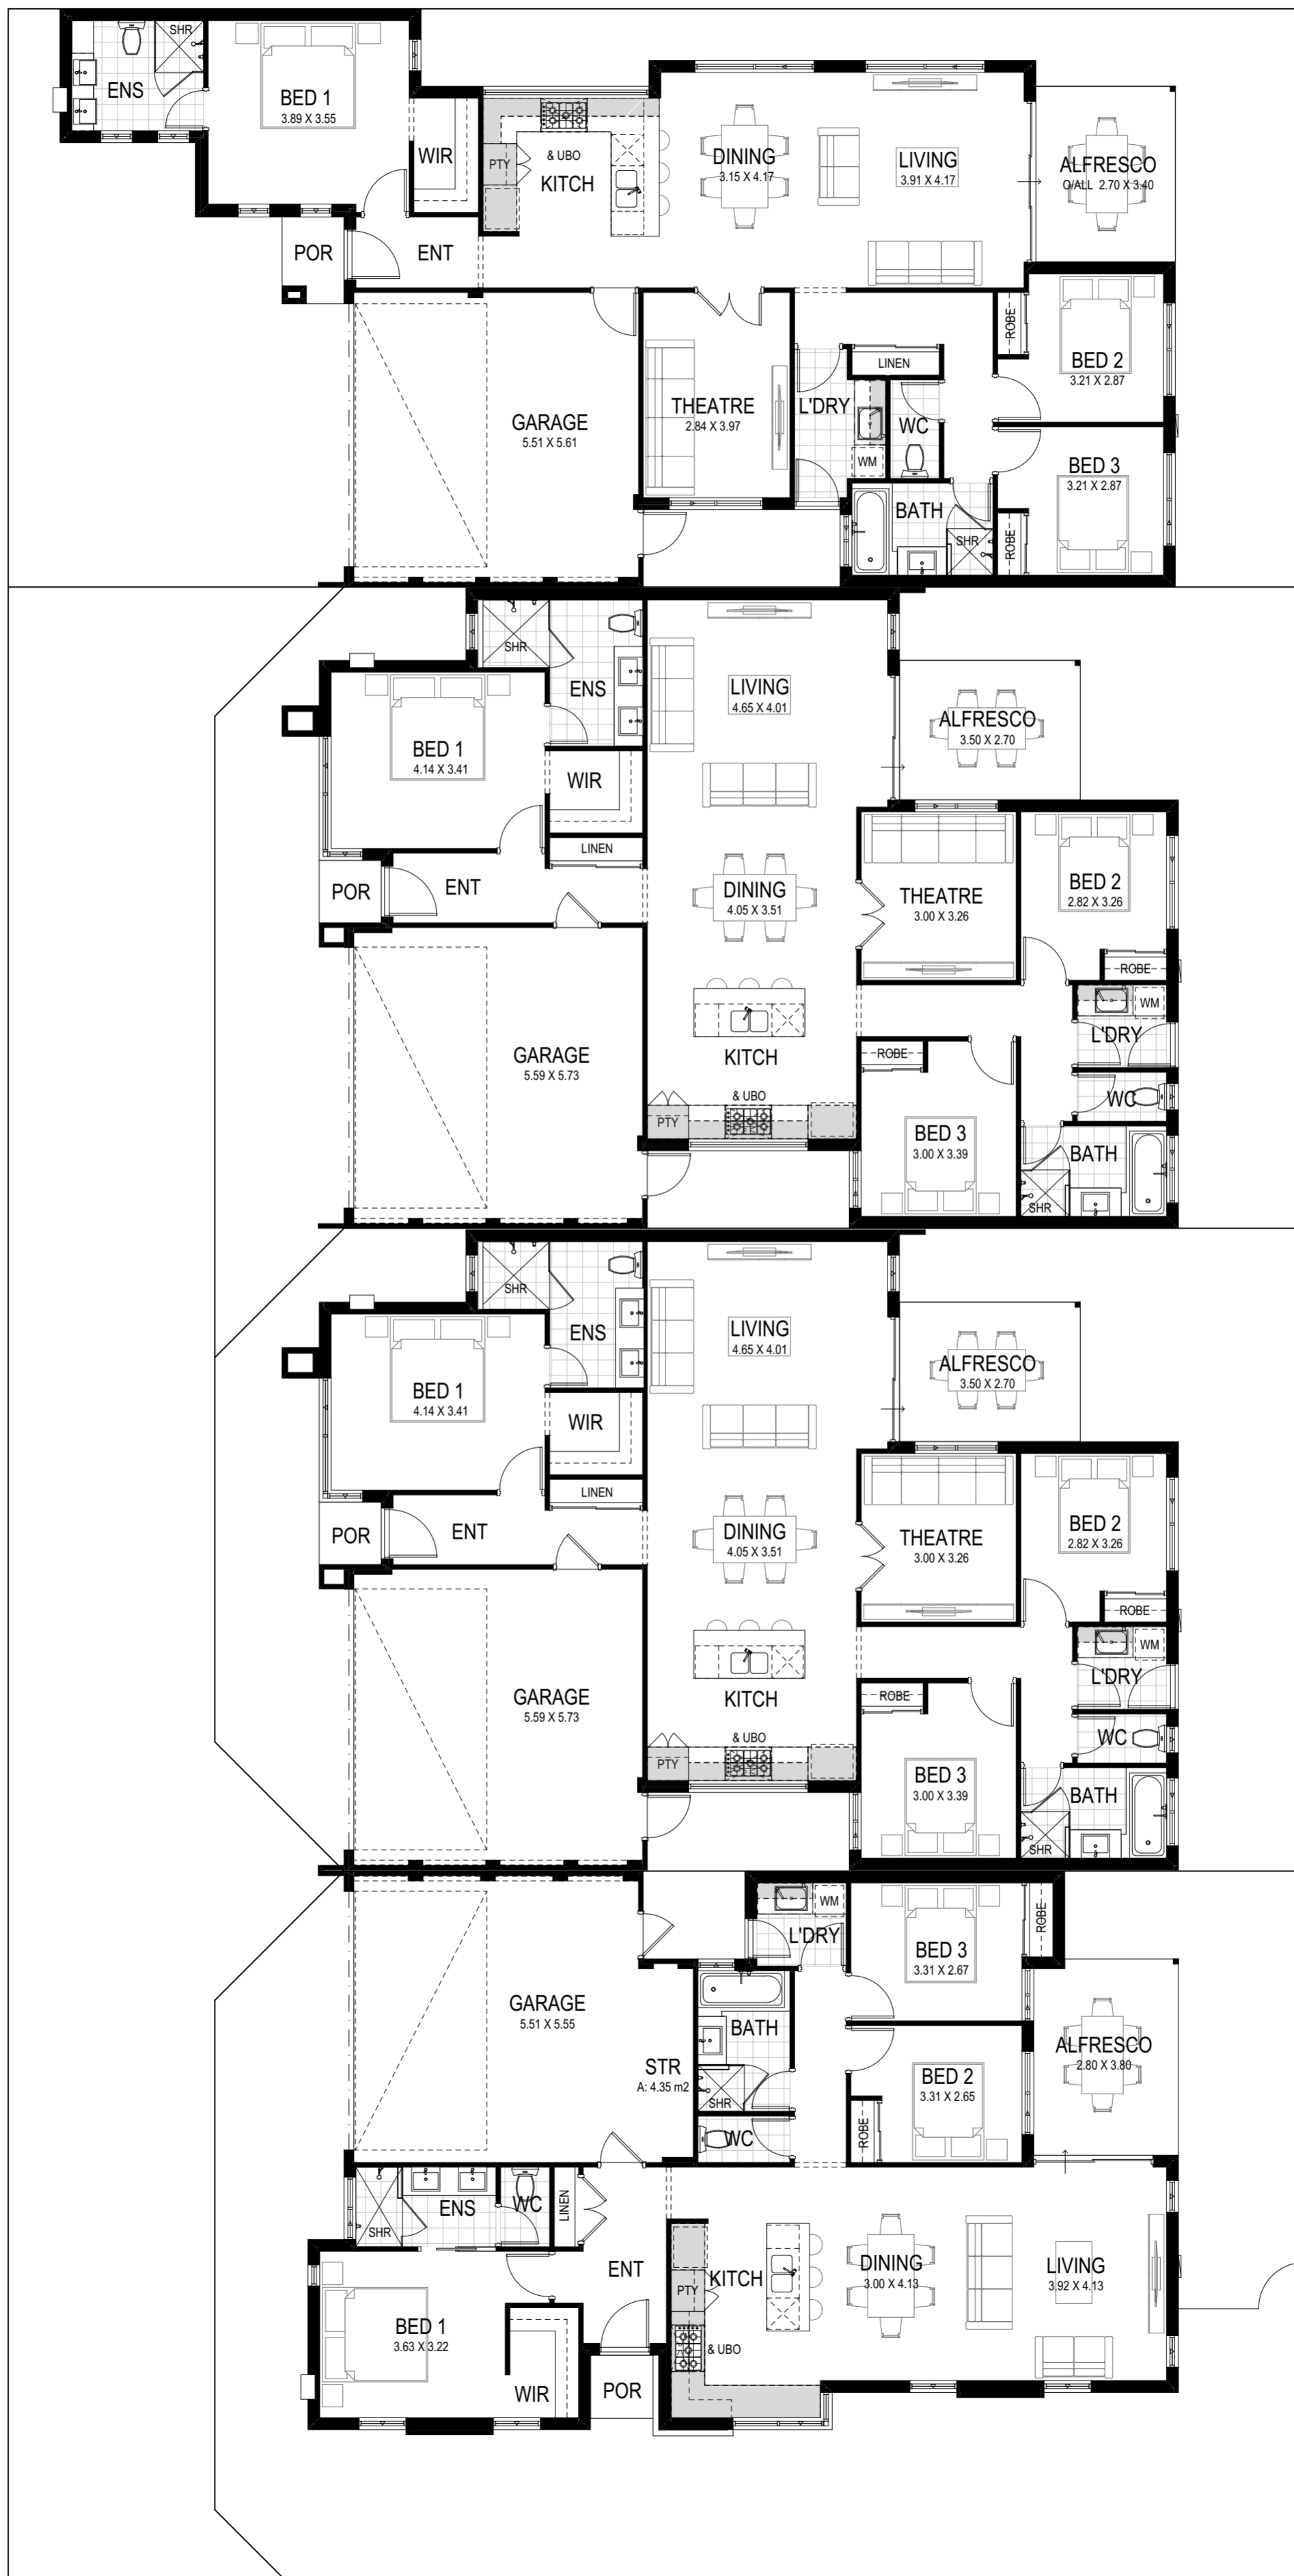 SHR
ENS
BED 1
3.89 X 3.55
WIR
PTY
& UBO
KITCH
DINING
3.15 X 4.17
LIVING
3.91 X 4.17
ALFRESCO
O/ALL 2.70 X 3.40
POR
ENT
GARAGE
5.51 X 5.61
THEATRE
2.84 X 3.97
L'DRY
LINEN
WC
WM
BATH
SHR
ROBE
BED 2
3.21 X 2.87
BED 3
3.21 X 2.87
ROBE
SHR
ENS
BED 1
4.14 X 3.41
WIR
LINEN
LIVING
4.65 X 4.01
ALFRESCO
3.50 X 2.70
POR
ENT
DINING
4.05 X 3.51
THEATRE
3.00 X 3.26
BED 2
2.82 X 3.26
ROBE
GARAGE
5.59 X 5.73
KITCH
& UBO
PTY
ROBE
WM
L'DRY
WC
BED 3
3.00 X 3.39
BATH
SHR
SHR
ENS
BED 1
4.14 X 3.41
WIR
LINEN
LIVING
4.65 X 4.01
ALFRESCO
3.50 X 2.70
POR
ENT
DINING
4.05 X 3.51
THEATRE
3.00 X 3.26
BED 2
2.82 X 3.26
ROBE
GARAGE
5.59 X 5.73
KITCH
& UBO
PTY
ROBE
WM
L'DRY
WC
BED 3
3.00 X 3.39
BATH
SHR
GARAGE
5.51 X 5.55
STR
A: 4.35 m2
WM
L'DRY
BED 3
3.31 X 2.67
ROBE
BATH
SHR
WC
BED 2
3.31 X 2.65
ROBE
ALFRESCO
2.80 X 3.80
SHR
ENS
WC
LINEN
ENT
BED 1
3.63 X 3.22
WIR
POR
KITCH
PTY
& UBO
DINING
3.00 X 4.13
LIVING
3.92 X 4.13